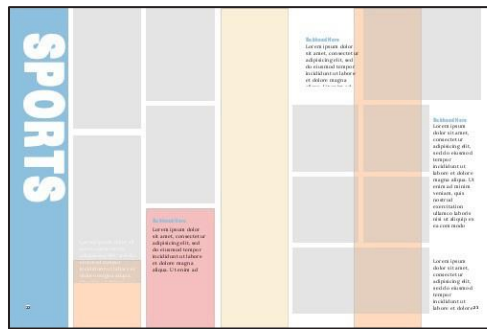 SPORTS
Subhead Here
Lorem ipsum dolor
sit amet, consectetur
adipisicing elit, sed
do eiusmod tempor
incididunt ut labore
et dolore magna
Subhead Here
Lorem ipsum dolor
sit amet, consectetur
adipisicing elit, sed
do eiusmod tempor
incididunt ut labore
et dolore magna
aliqua. Ut enim ad
Subhead Here
Lorem ipsum
dolor sit amet,
consectetur
adipisicing elit,
sed do eiusmod
tempor
incididunt ut
labore et dolore
magna aliqua. Ut
enim ad minim
veniam, quis
nostrud
exercitation
ullamco laboris
nisi ut aliquip ex
ea commodo
Lorem ipsum
dolor sit amet,
consectetur
adipisicing elit,
sed do eiusmod
tempor
incididunt ut
labore et dolore